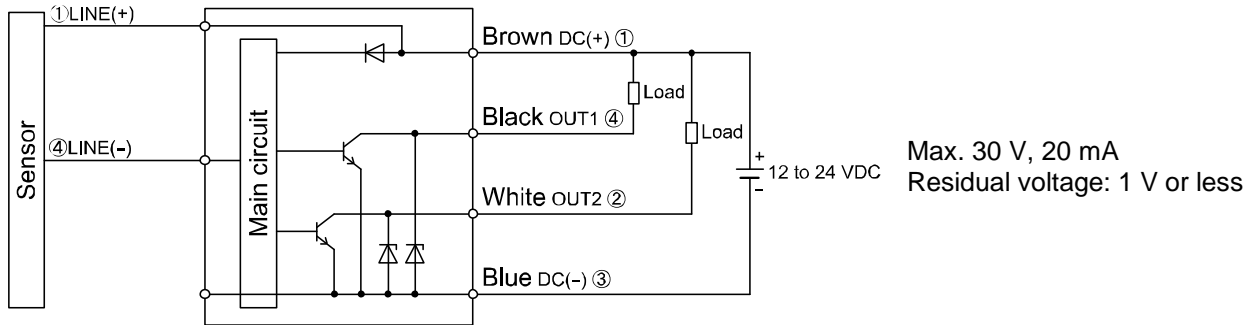 ①LINE(+)
Brown DC(+) ①
Load
Black OUT1 ④
Load
Sensor
④LINE(-)
Main circuit
+
12 to 24 VDC
-
Max. 30 V, 20 mA
Residual voltage: 1 V or less
White OUT2 ②
Blue DC(-) ③